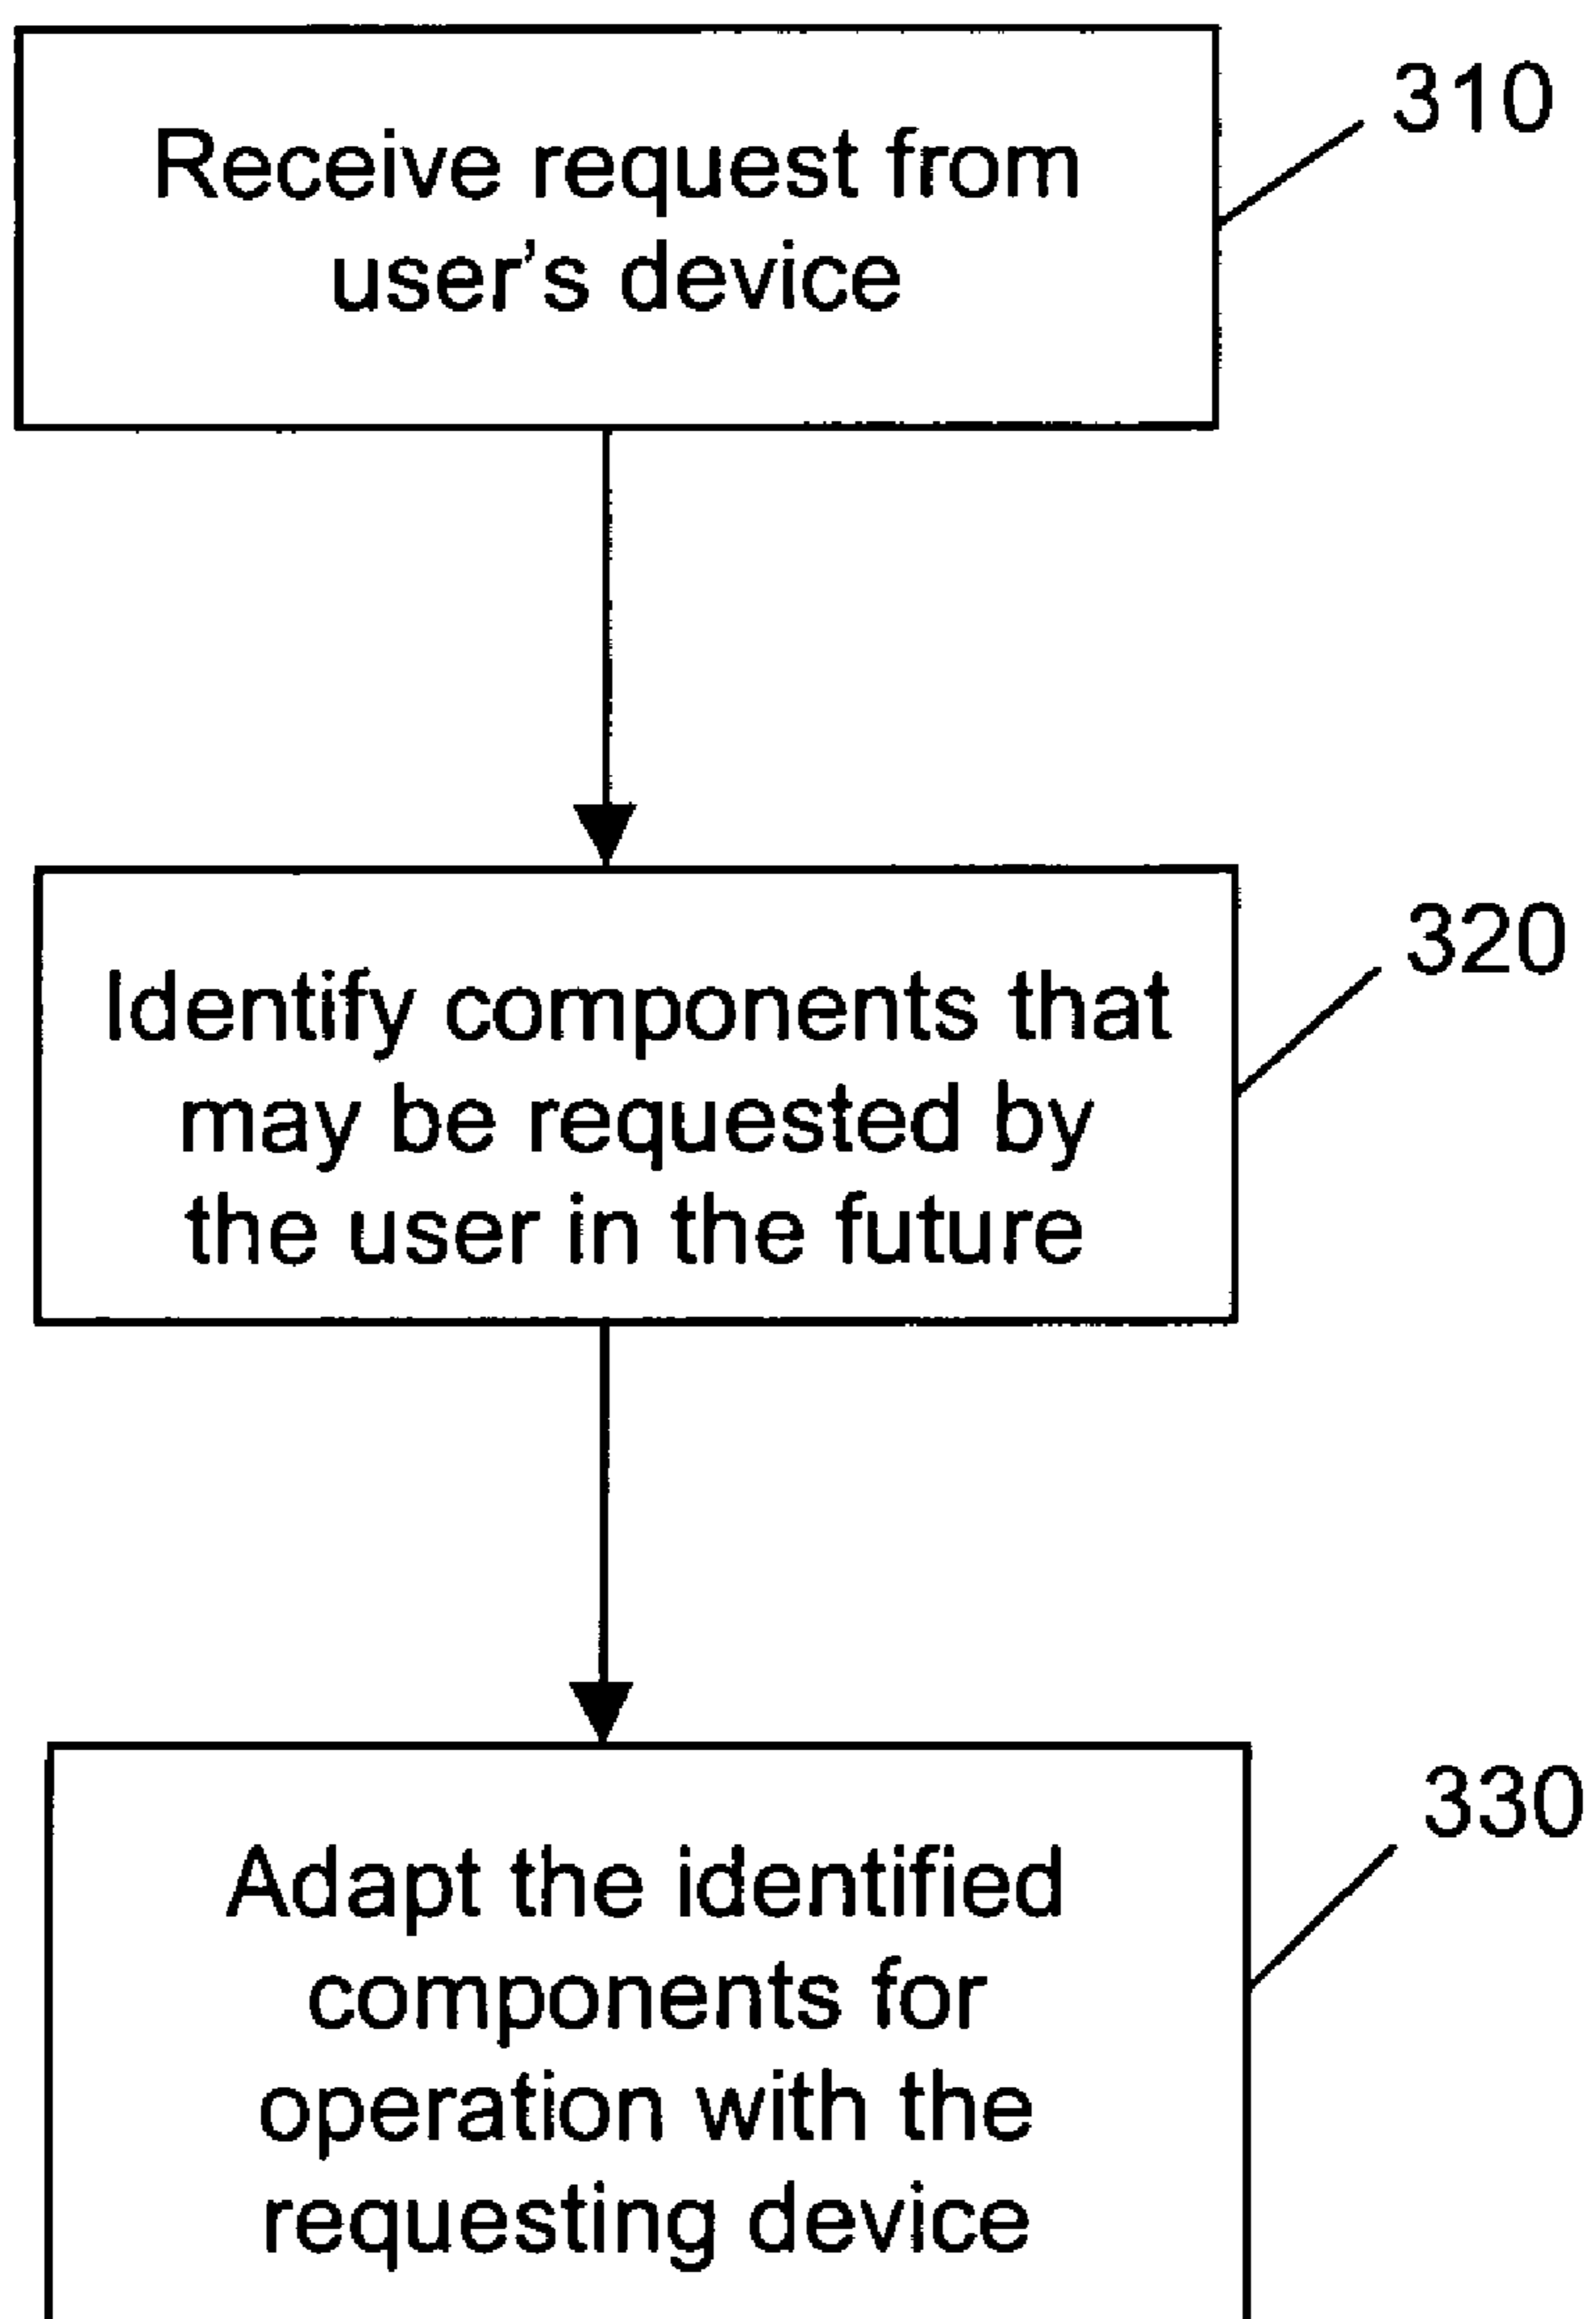 Receive request from
user's device
310
Identify components that
may be requested by
the user in the future
320
Adapt the identified
components for
operation with the
requesting device
330